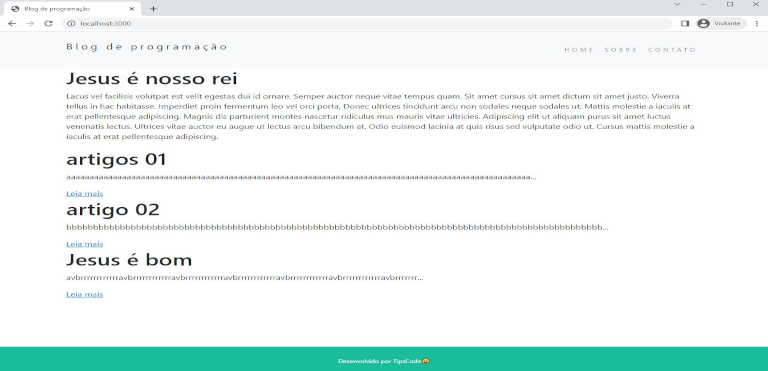 Blog de programação
localhost:3000
Visitante
Blog de programação
HOME SOBRE CONTATO
Jesus é nosso rei
Lacus vel facilisis volutpat est velit egestas dui id ornare. Semper auctor neque vitae tempus quam. Sit amet cursus sit amet dictum sit amet justo. Viverra
tellus in hac habitasse. Imperdiet proin fermentum leo vel orci porta. Donec ultrices tincidunt arcu non sodales neque sodales ut. Mattis molestie a iaculis at
erat pellentesque adipiscing. Magnis dis parturient montes nascetur ridiculus mus mauris vitae ultricies. Adipiscing elit ut aliquam purus sit amet luctus
venenatis lectus. Ultrices vitae auctor eu augue ut lectus arcu bibendum at. Odio euismod lacinia at quis risus sed vulputate odio ut. Cursus mattis molestie a
iaculis at erat pellentesque adipiscing.
artigos 01
Leia mais
artigo 02
Leia mais
Jesus é bom
avbrrrrrrrrrrravbrrrrrrrrrrravbrrrrrrrrrrravbrrrrrrrrrrravbrrrrrrrrrrravbrrrrrrrrrrravbrrrrrrr...
Leia mais
Desenvolvido por TipsCode 😀